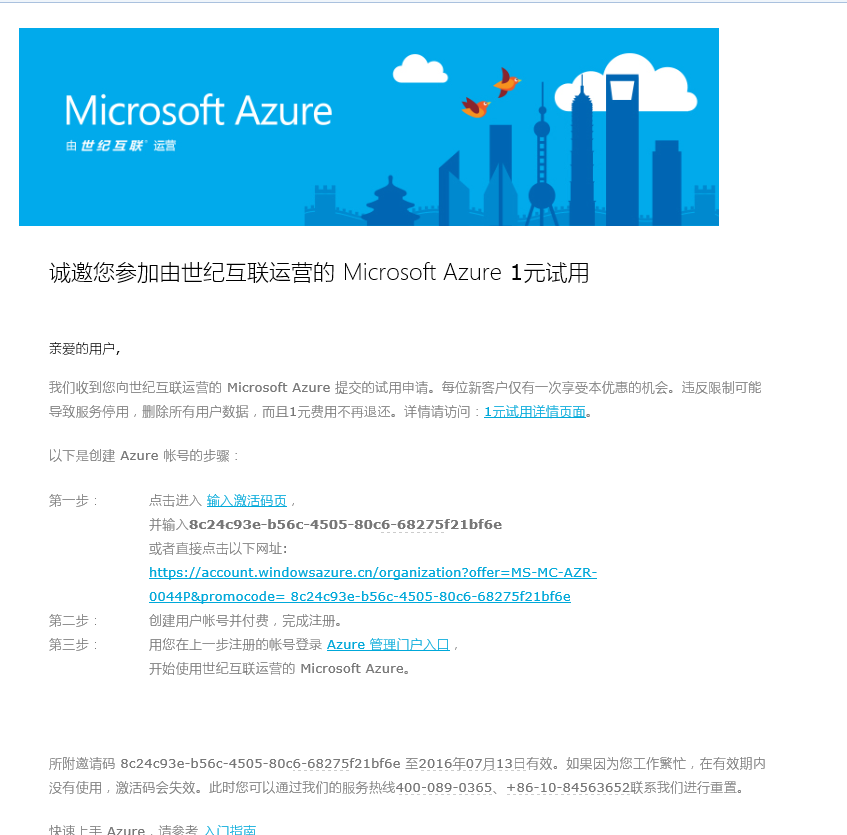 Microsoft Azure
由 世纪互联 运营
诚邀您参加由世纪互联运营的 Microsoft Azure 1元试用
亲爱的用户,
我们收到您向世纪互联运营的 Microsoft Azure 提交的试用申请。每位新客户仅有一次享受本优惠的机会。违反限制可能
导致服务停用，删除所有用户数据，而且1元费用不再退还。详情请访问：1元试用详情页面。
以下是创建 Azure 帐号的步骤：
第一步： 点击进入 输入激活码页，
并输入8c24c93e-b56c-4505-80c6-68275f21bf6e
或者直接点击以下网址:
https://account.windowsazure.cn/organization?offer=MS-MC-AZR-
0044P&promocode= 8c24c93e-b56c-4505-80c6-68275f21bf6e
第二步： 创建用户帐号并付费，完成注册。
第三步： 用您在上一步注册的帐号登录 Azure 管理门户入口，
开始使用世纪互联运营的 Microsoft Azure。
所附邀请码 8c24c93e-b56c-4505-80c6-68275f21bf6e 至2016年07月13日有效。如果因为您工作繁忙，在有效期内
没有使用，激活码会失效。此时您可以通过我们的服务热线400-089-0365、+86-10-84563652联系我们进行重置。
快速上手 Azure，请参考 入门指南